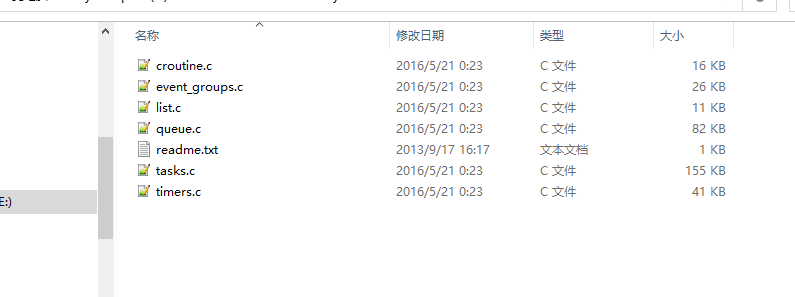 名称 修改日期 类型 大小
croutine.c 2016/5/21 0:23 C 文件 16 KB
event_groups.c 2016/5/21 0:23 C 文件 26 KB
list.c 2016/5/21 0:23 C 文件 11 KB
queue.c 2016/5/21 0:23 C 文件 82 KB
readme.txt 2013/9/17 16:17 文本文档 1 KB
tasks.c 2016/5/21 0:23 C 文件 155 KB
E:)
timers.c 2016/5/21 0:23 C 文件 41 KB